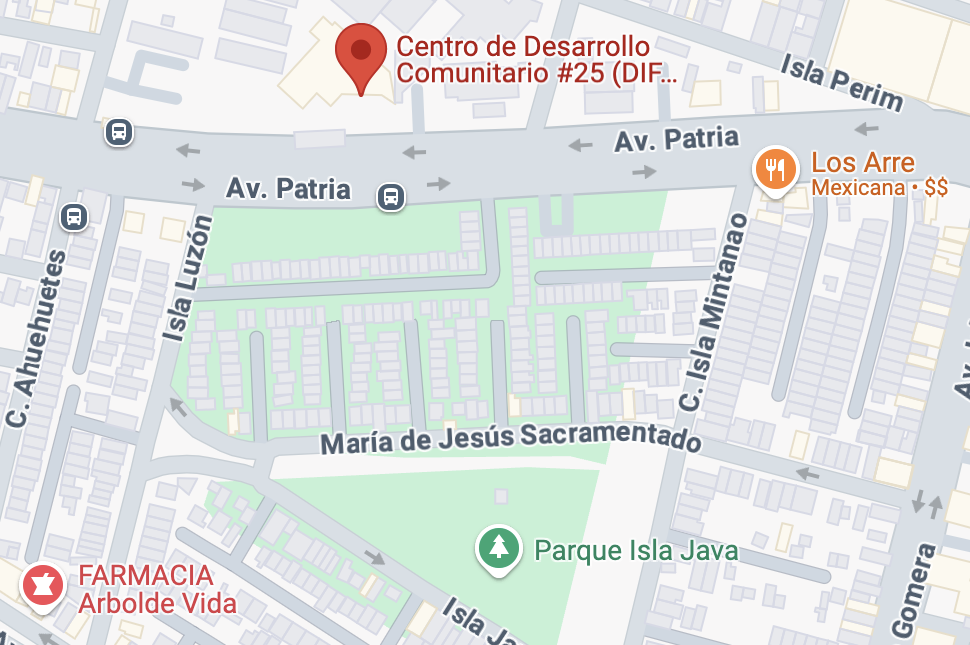 Centro de Desarrollo
Comunitario #25 (DIF...
Isla Perim
Av. Patria
Los Arre
Mexicana • $$
Av. Patria
Isla Luzón
C. Isla Mintanao
C. Ahuehuetes
Av. I
María de Jesús Sacramentado
Parque Isla Java
FARMACIA
Arbolde Vida
Isla Ja
Gomera